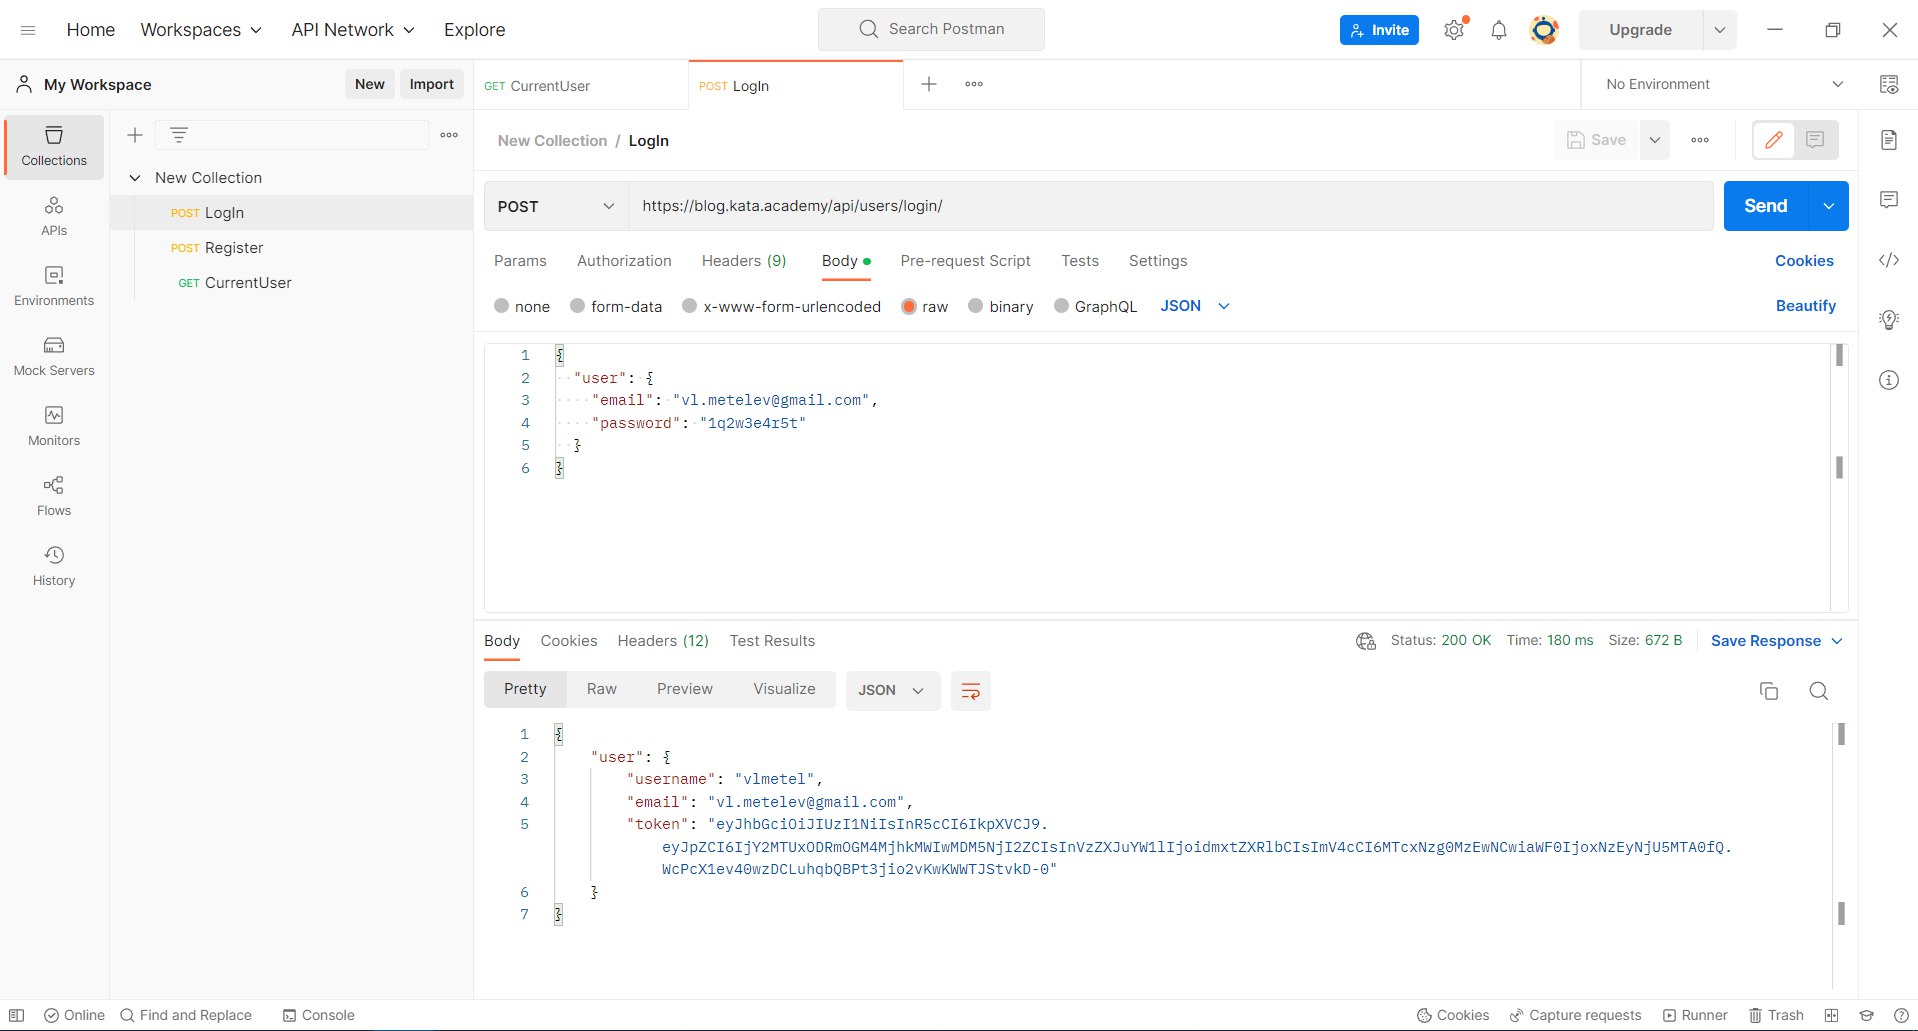 Home Workspaces API Network Explore Search Postman Invite Upgrade
My Workspace New Import GET CurrentUser POST LogIn No Environment
Collections
APIs
Environments
Mock Servers
Monitors
Flows
History
New Collection
POST LogIn
POST Register
GET CurrentUser
New Collection / LogIn Save
POST https://blog.kata.academy/api/users/login/ Send
Params Authorization Headers (9) Body Pre-request Script Tests Settings Cookies
none form-data x-www-form-urlencoded raw binary GraphQL JSON Beautify
1 {
2 "user": {
3 "email": "vl.metelev@gmail.com",
4 "password": "1q2w3e4r5t"
5 }
6 }
Body Cookies Headers (12) Test Results Status: 200 OK Time: 180 ms Size: 672 B Save Response
Pretty Raw Preview Visualize JSON
1 {
2 "user": {
3 "username": "vlmetel",
4 "email": "vl.metelev@gmail.com",
5 "token": "eyJhbGciOiJIUzI1NiIsInR5cCI6IkpXVCJ9.
eyJpZCI6IjY2MTUxODRmOGM4MjhkMWIwMDM5NjI2ZCIsInVzZXJuYW1lIjoidmxtZXRlbCIsImV4cCI6MTcxNzg0MzEwNCwiaWF0IjoxNzEyNjU5MTA0fQ.
WcPcX1ev40wzDCLuhqbQBPt3jio2vKwKWWTJStvkD-0"
6 }
7 }
Online Find and Replace Console Cookies Capture requests Runner Trash